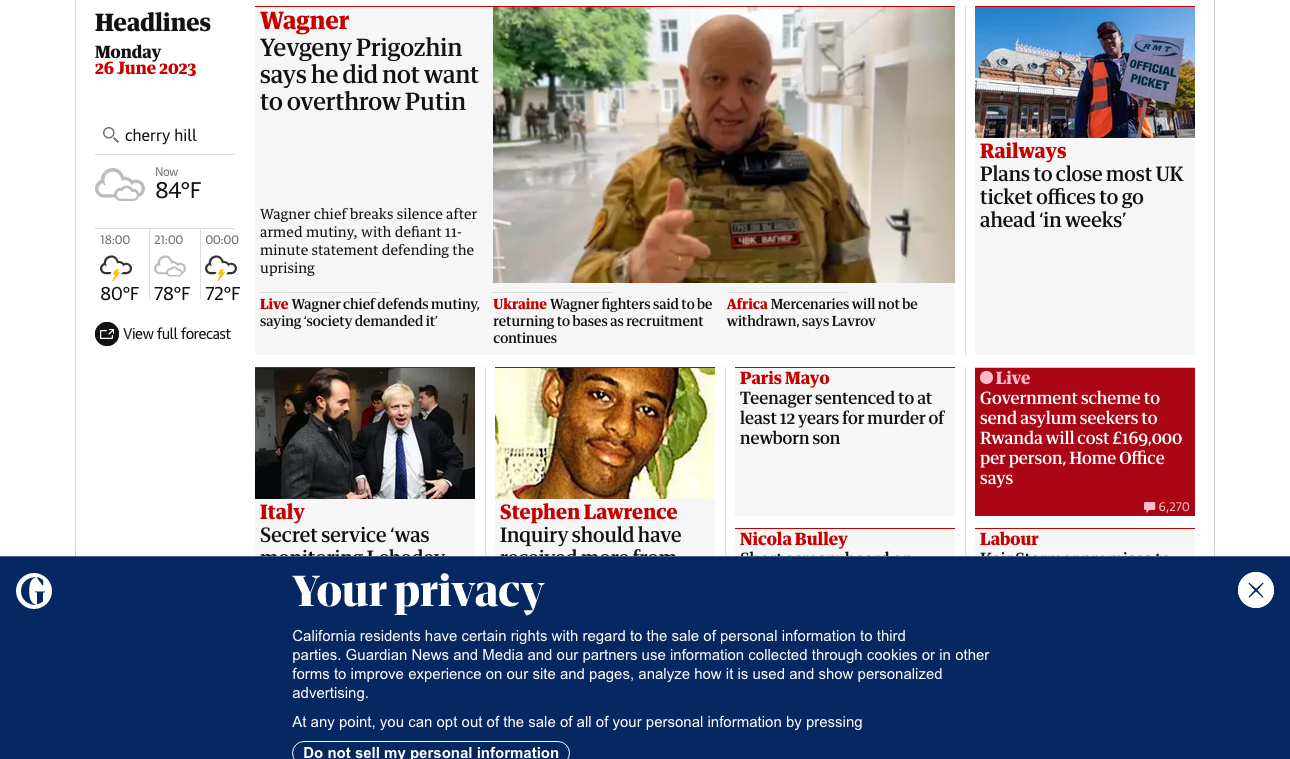 Headlines
Monday
26 June 2023
cherry hill
Now
84°F
18:00
21:00
00:00
80°F
78°F
72°F
View full forecast
Wagner
Yevgeny Prigozhin
says he did not want
to overthrow Putin
Wagner chief breaks silence after
armed mutiny, with defiant 11-
minute statement defending the
uprising
ЧВК ВАГНЕР
Live Wagner chief defends mutiny,
saying ‘society demanded it’
Ukraine Wagner fighters said to be
returning to bases as recruitment
continues
Africa Mercenaries will not be
withdrawn, says Lavrov
RMT
OFFICIAL
PICKET
Railways
Plans to close most UK
ticket offices to go
ahead ‘in weeks’
Italy
Secret service ‘was
monitoring Lebedev
Stephen Lawrence
Inquiry should have
received more from
Paris Mayo
Teenager sentenced to at
least 12 years for murder of
newborn son
Live
Government scheme to
send asylum seekers to
Rwanda will cost £169,000
per person, Home Office
says
6,270
Nicola Bulley
Labour
Your privacy
California residents have certain rights with regard to the sale of personal information to third
parties. Guardian News and Media and our partners use information collected through cookies or in other
forms to improve experience on our site and pages, analyze how it is used and show personalized
advertising.
At any point, you can opt out of the sale of all of your personal information by pressing
Do not sell my personal information